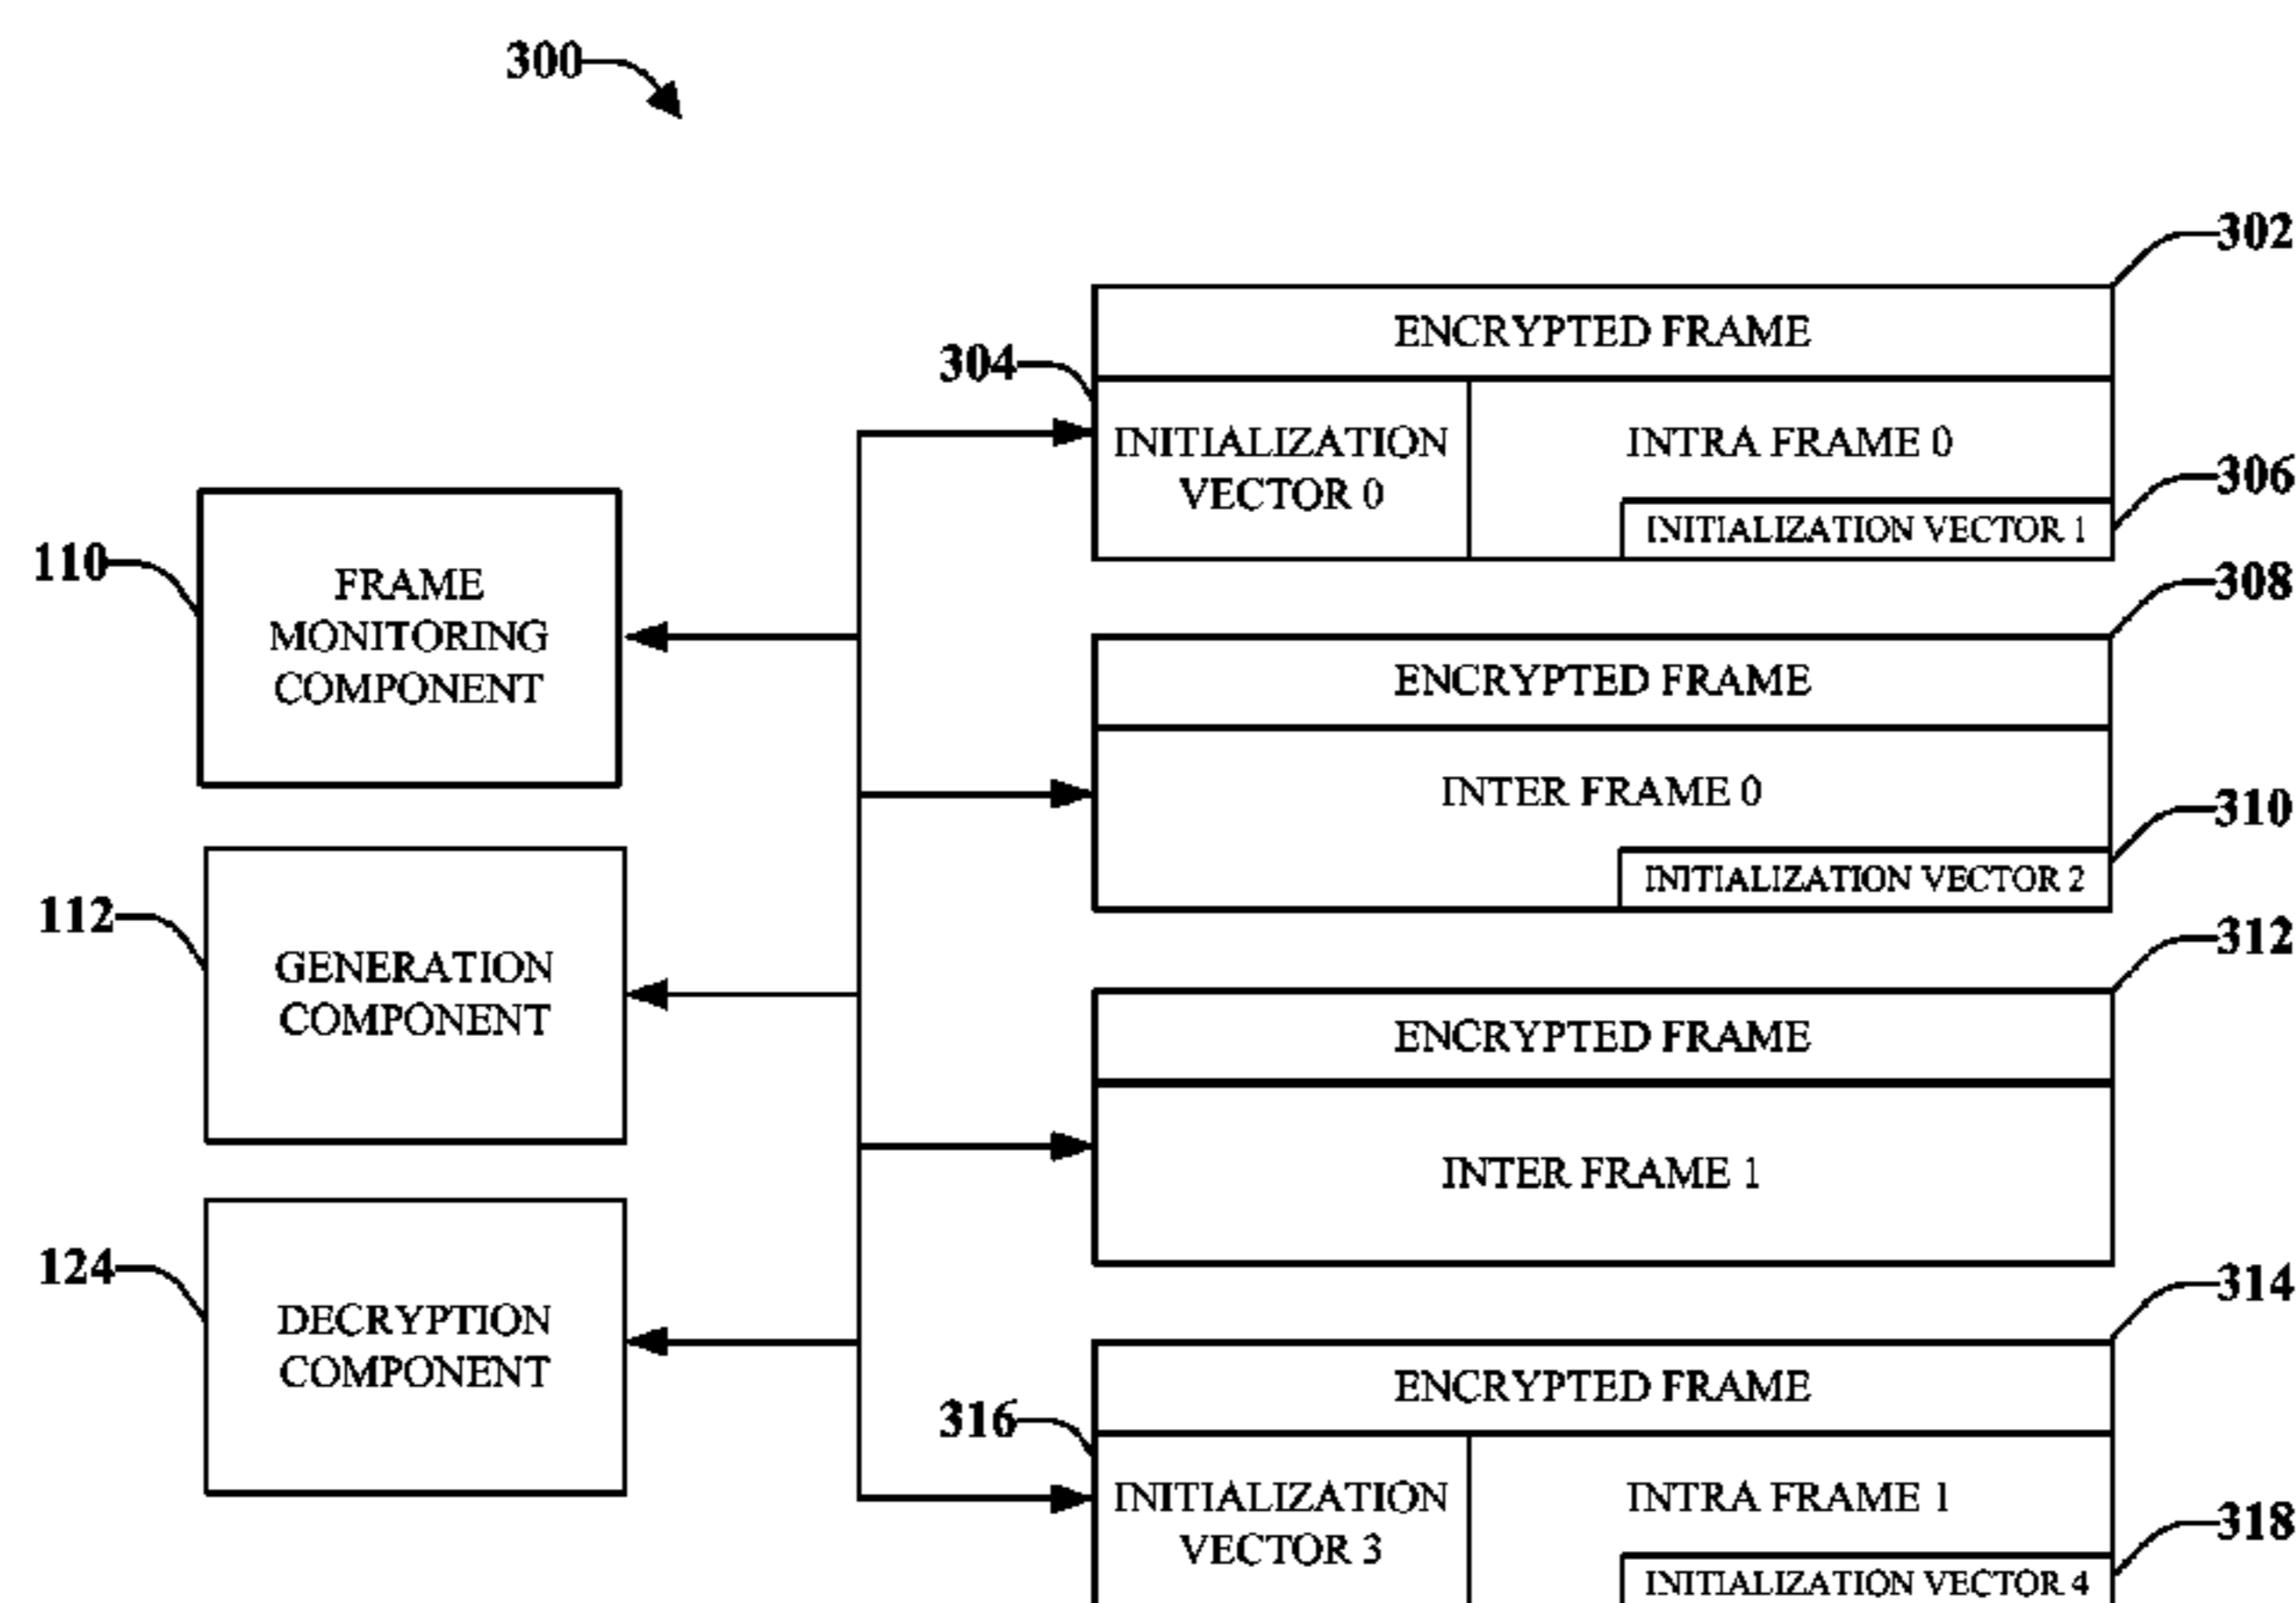 300
302
ENCRYPTED FRAME
304
INITIALIZATION
VECTOR 0
INTRA FRAME 0
306
INITIALIZATION VECTOR 1
110
FRAME
MONITORING
COMPONENT
308
ENCRYPTED FRAME
INTER FRAME 0
310
INITIALIZATION VECTOR 2
112
GENERATION
COMPONENT
312
ENCRYPTED FRAME
INTER FRAME 1
124
DECRYPTION
COMPONENT
314
ENCRYPTED FRAME
316
INITIALIZATION
VECTOR 3
INTRA FRAME 1
318
INITIALIZATION VECTOR 4